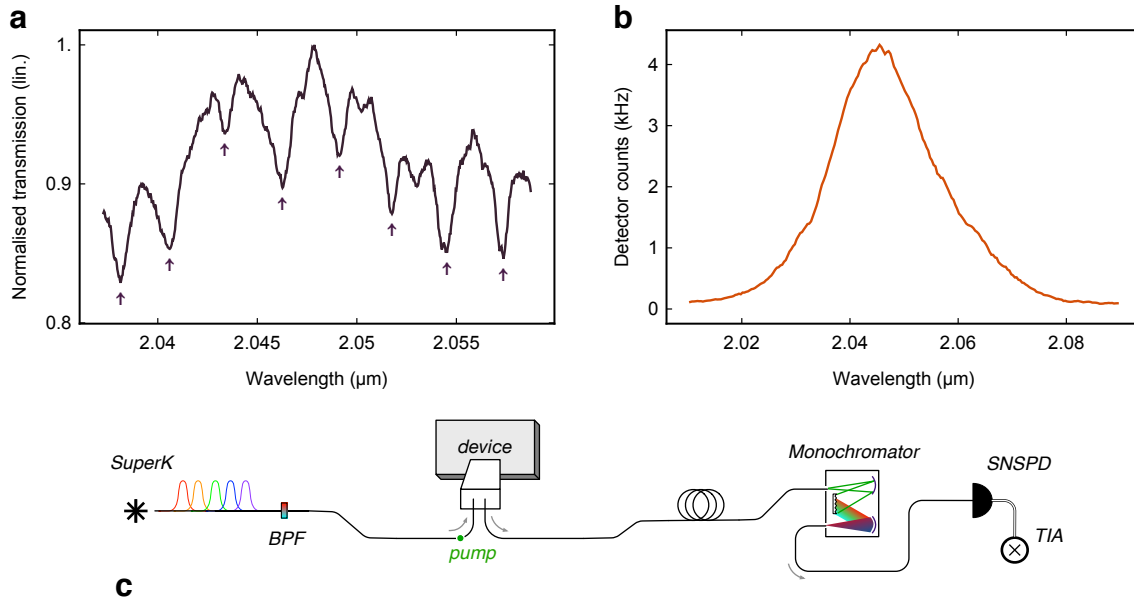 a
Normalised transmission (lin.)
1.
0.9
0.8
2.04
2.045
2.05
2.055
Wavelength (µm)
b
Detector counts (kHz)
4
3
2
1
0
2.02
2.04
2.06
2.08
Wavelength (µm)
SuperK
BPF
device
pump
Monochromator
SNSPD
TIA
c